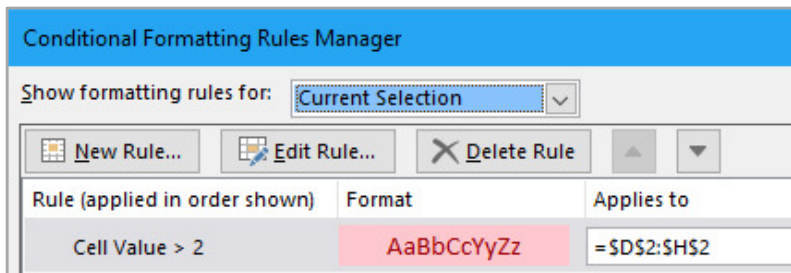 Conditional Formatting Rules Manager
Show formatting rules for: Current Selection
New Rule... Edit Rule... Delete Rule
Rule (applied in order shown) Format Applies to
Cell Value > 2 AaBbCcYyZz =$D$2:$H$2